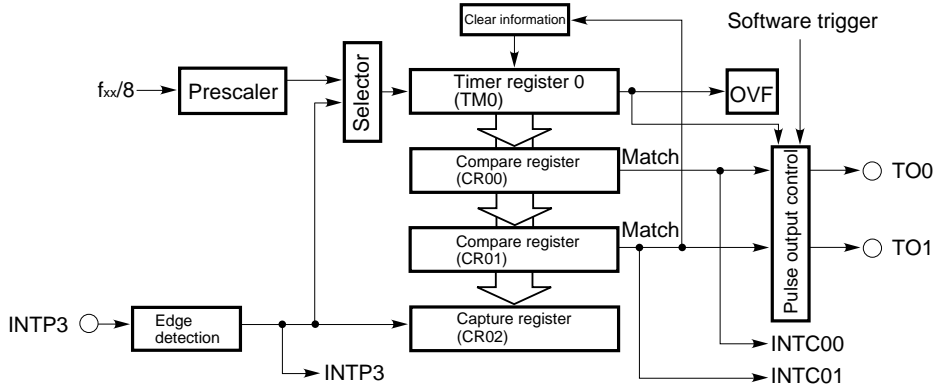 Clear information
Software trigger
fxx/8
Prescaler
Selector
Timer register 0
(TM0)
OVF
Compare register
(CR00)
Match
TO0
Compare register
(CR01)
Match
TO1
Pulse output control
INTP3
Edge
detection
Capture register
(CR02)
INTC00
INTP3
INTC01